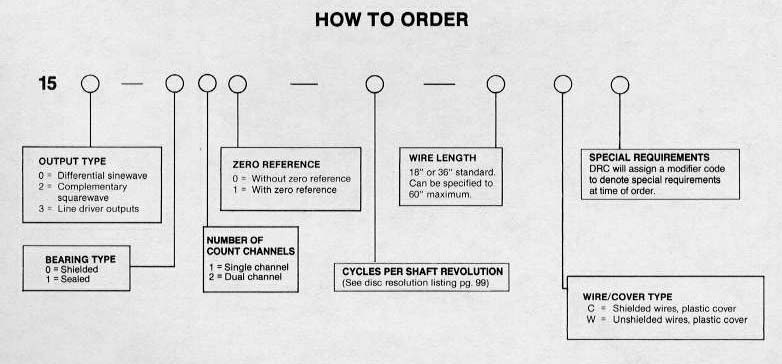 HOW TO ORDER
15 — — —
OUTPUT TYPE
0 = Differential sinewave
2 = Complementary
squarewave
3 = Line driver outputs
ZERO REFERENCE
0 = Without zero reference
1 = With zero reference
WIRE LENGTH
18" or 36" standard.
Can be specified to
60" maximum.
SPECIAL REQUIREMENTS
DRC will assign a modifier code
to denote special requirements
at time of order.
BEARING TYPE
0 = Shielded
1 = Sealed
NUMBER OF
COUNT CHANNELS
1 = Single channel
2 = Dual channel
CYCLES PER SHAFT REVOLUTION
(See disc resolution listing pg. 99)
WIRE/COVER TYPE
C = Shielded wires, plastic cover
W = Unshielded wires, plastic cover